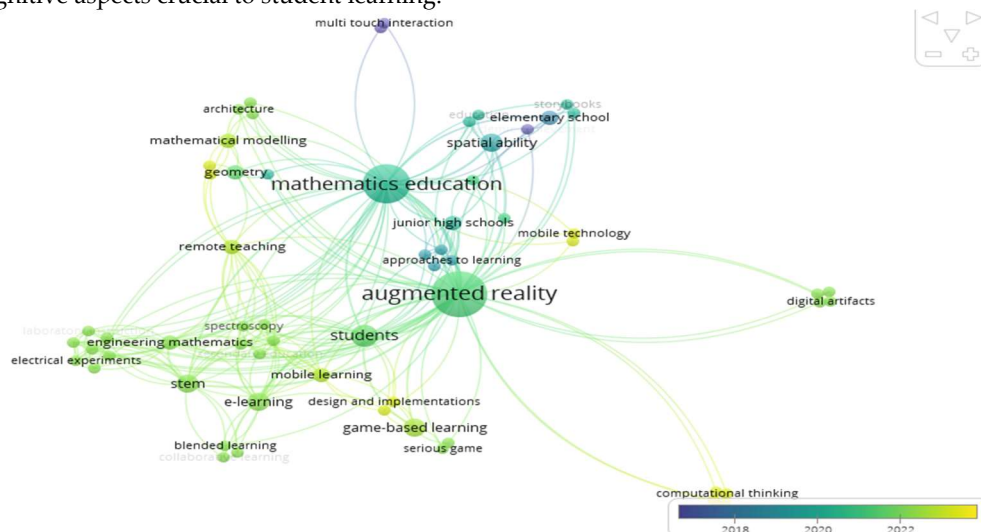 gnitive aspects crucial to student learning.
multi touch interaction
architecture
storybooks
elementary school
mathematical modelling
spatial ability
geometry
mathematics education
junior high schools
mobile technology
remote teaching
approaches to learning
augmented reality
digital artifacts
spectroscopy
students
engineering mathematics
electrical experiments
mobile learning
stem
e-learning
design and implementations
game-based learning
blended learning
serious game
collaborative learning
computational thinking
2018 2020 2022